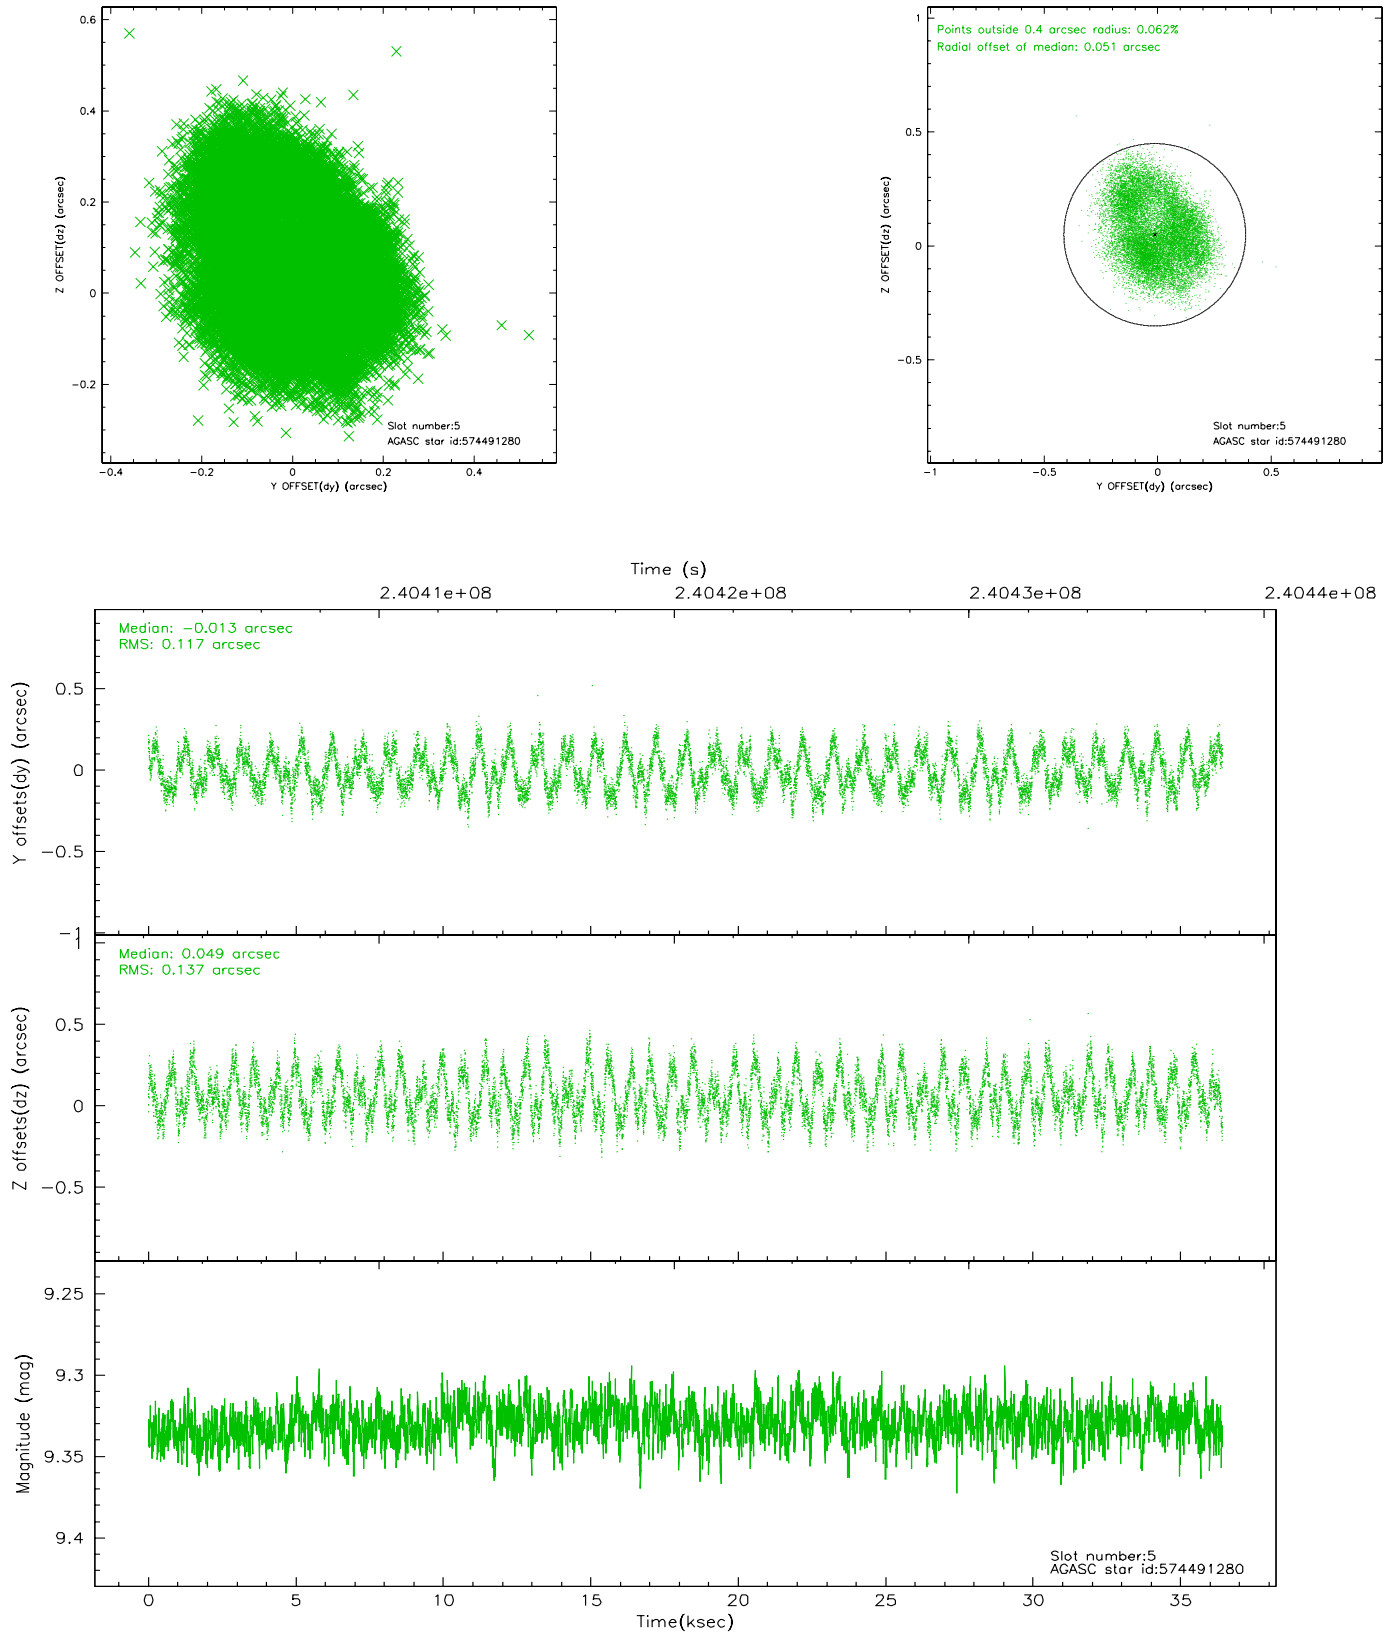 0.6
0.4
0.2
0
−0.2
−0.4
−0.2
0
0.2
0.4
Z OFFSET(dz) (arcsec)
Y OFFSET(dy) (arcsec)
Slot number:5
AGASC star id:574491280
Points outside 0.4 arcsec radius: 0.062%
Radial offset of median: 0.051 arcsec
1
0.5
0
−0.5
−1
−0.5
0
0.5
Z OFFSET(dz) (arcsec)
Y OFFSET(dy) (arcsec)
Slot number:5
AGASC star id:574491280
Time (s)
2.4041e+08
2.4042e+08
2.4043e+08
2.4044e+08
Median: −0.013 arcsec
RMS: 0.117 arcsec
0.5
0
−0.5
−1
Y offsets(dy) (arcsec)
Median: 0.049 arcsec
RMS: 0.137 arcsec
1
0.5
0
−0.5
Z offsets(dz) (arcsec)
9.25
9.3
9.35
9.4
Magnitude (mag)
Slot number:5
AGASC star id:574491280
0
5
10
15
20
25
30
35
Time(ksec)